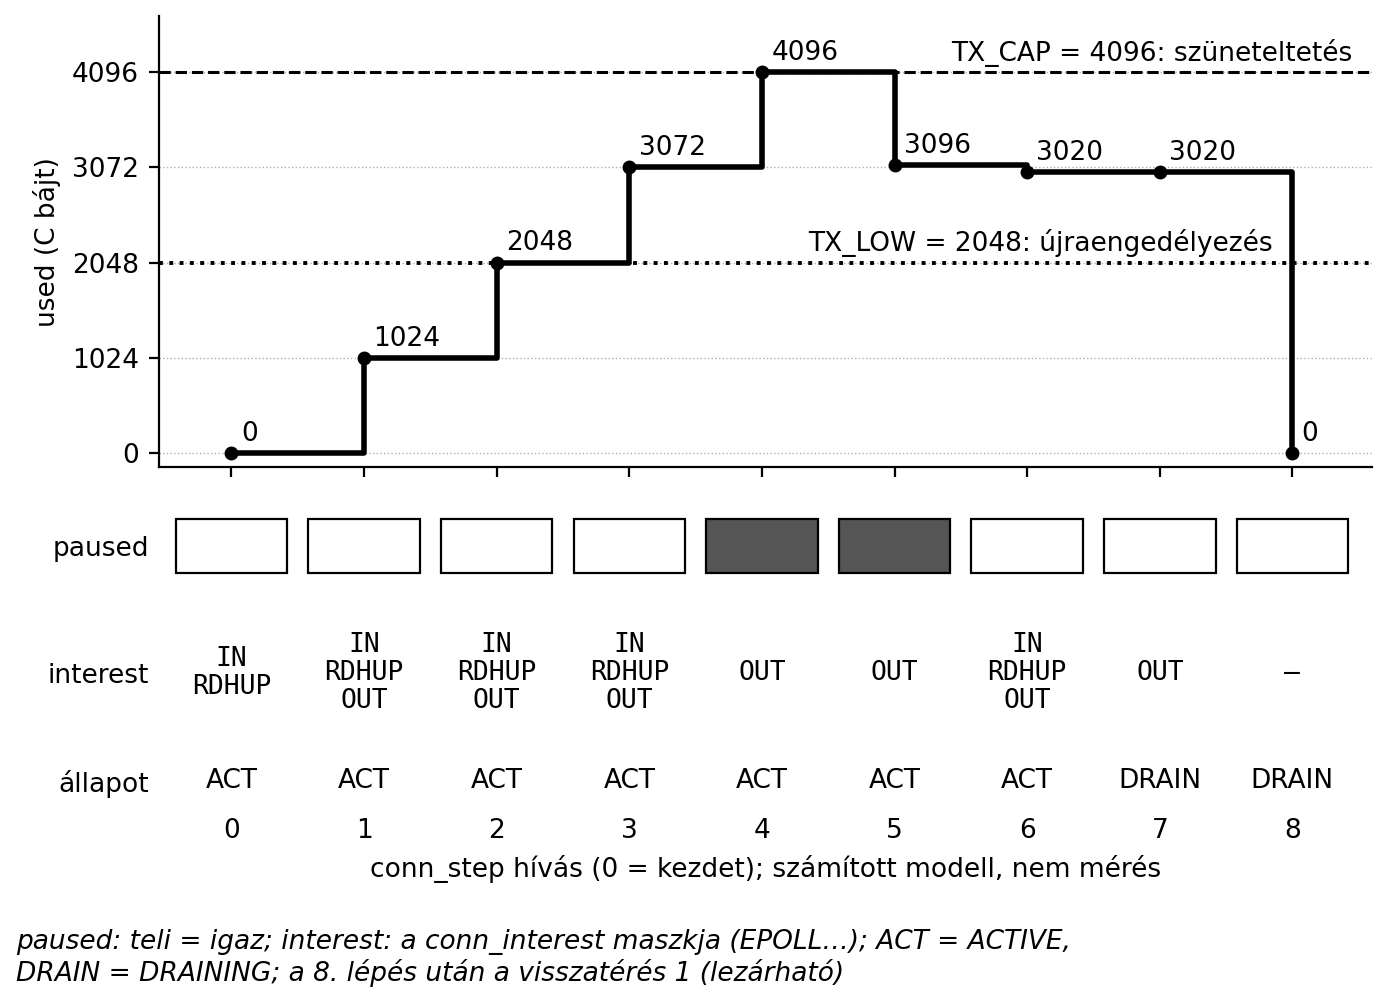 4096
TX_CAP = 4096: szüneteltetés
4096
3072
3096
3020
3020
3072
2048
TX_LOW = 2048: újraengedélyezés
2048
1024
1024
0
0
0
used (C bájt)
paused
IN IN IN IN IN
interest RDHUP RDHUP RDHUP RDHUP OUT OUT RDHUP OUT –
OUT OUT OUT OUT
állapot ACT ACT ACT ACT ACT ACT ACT DRAIN DRAIN
0 1 2 3 4 5 6 7 8
conn_step hívás (0 = kezdet); számított modell, nem mérés
paused: teli = igaz; interest: a conn_interest maszkja (EPOLL…); ACT = ACTIVE,
DRAIN = DRAINING; a 8. lépés után a visszatérés 1 (lezárható)